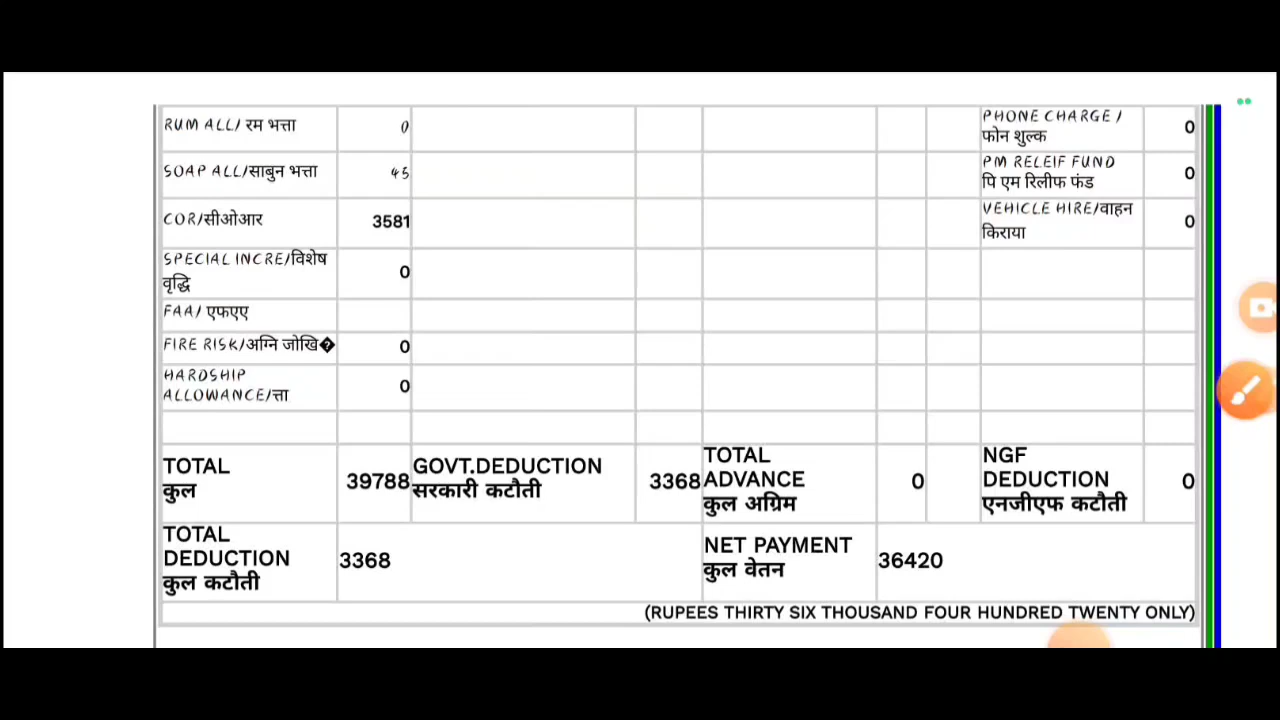 RUM ALL/ रम भत्ता 0 PHONE CHARGE /
फोन शुल्क 0
SOAP ALL/साबुन भत्ता 45 PM RELEIF FUND
पि एम रिलीफ फंड 0
COR/सीओआर 3581 VEHICLE HIRE/वाहन
किराया 0
SPECIAL INCRE/विशेष
वृद्धि 0
FAA/ एफएए
FIRE RISK/अग्नि जोखि� 0
HARDSHIP
ALLOWANCE/त्ता 0
TOTAL
कुल 39788
GOVT.DEDUCTION
सरकारी कटौती 3368
TOTAL
ADVANCE
कुल अग्रिम 0
NGF
DEDUCTION
एनजीएफ कटौती 0
TOTAL
DEDUCTION
कुल कटौती 3368
NET PAYMENT
कुल वेतन 36420
(RUPEES THIRTY SIX THOUSAND FOUR HUNDRED TWENTY ONLY)